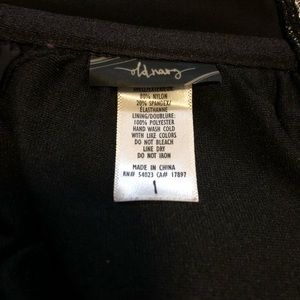 old navy
80% NYLON
20% SPANDEX/
ELASTHANNE
LINING/DOUBLURE:
100% POLYESTER
HAND WASH COLD
WITH LIKE COLORS
DO NOT BLEACH
LINE DRY
DO NOT IRON
MADE IN CHINA
RN# 54023 CA# 17897
1